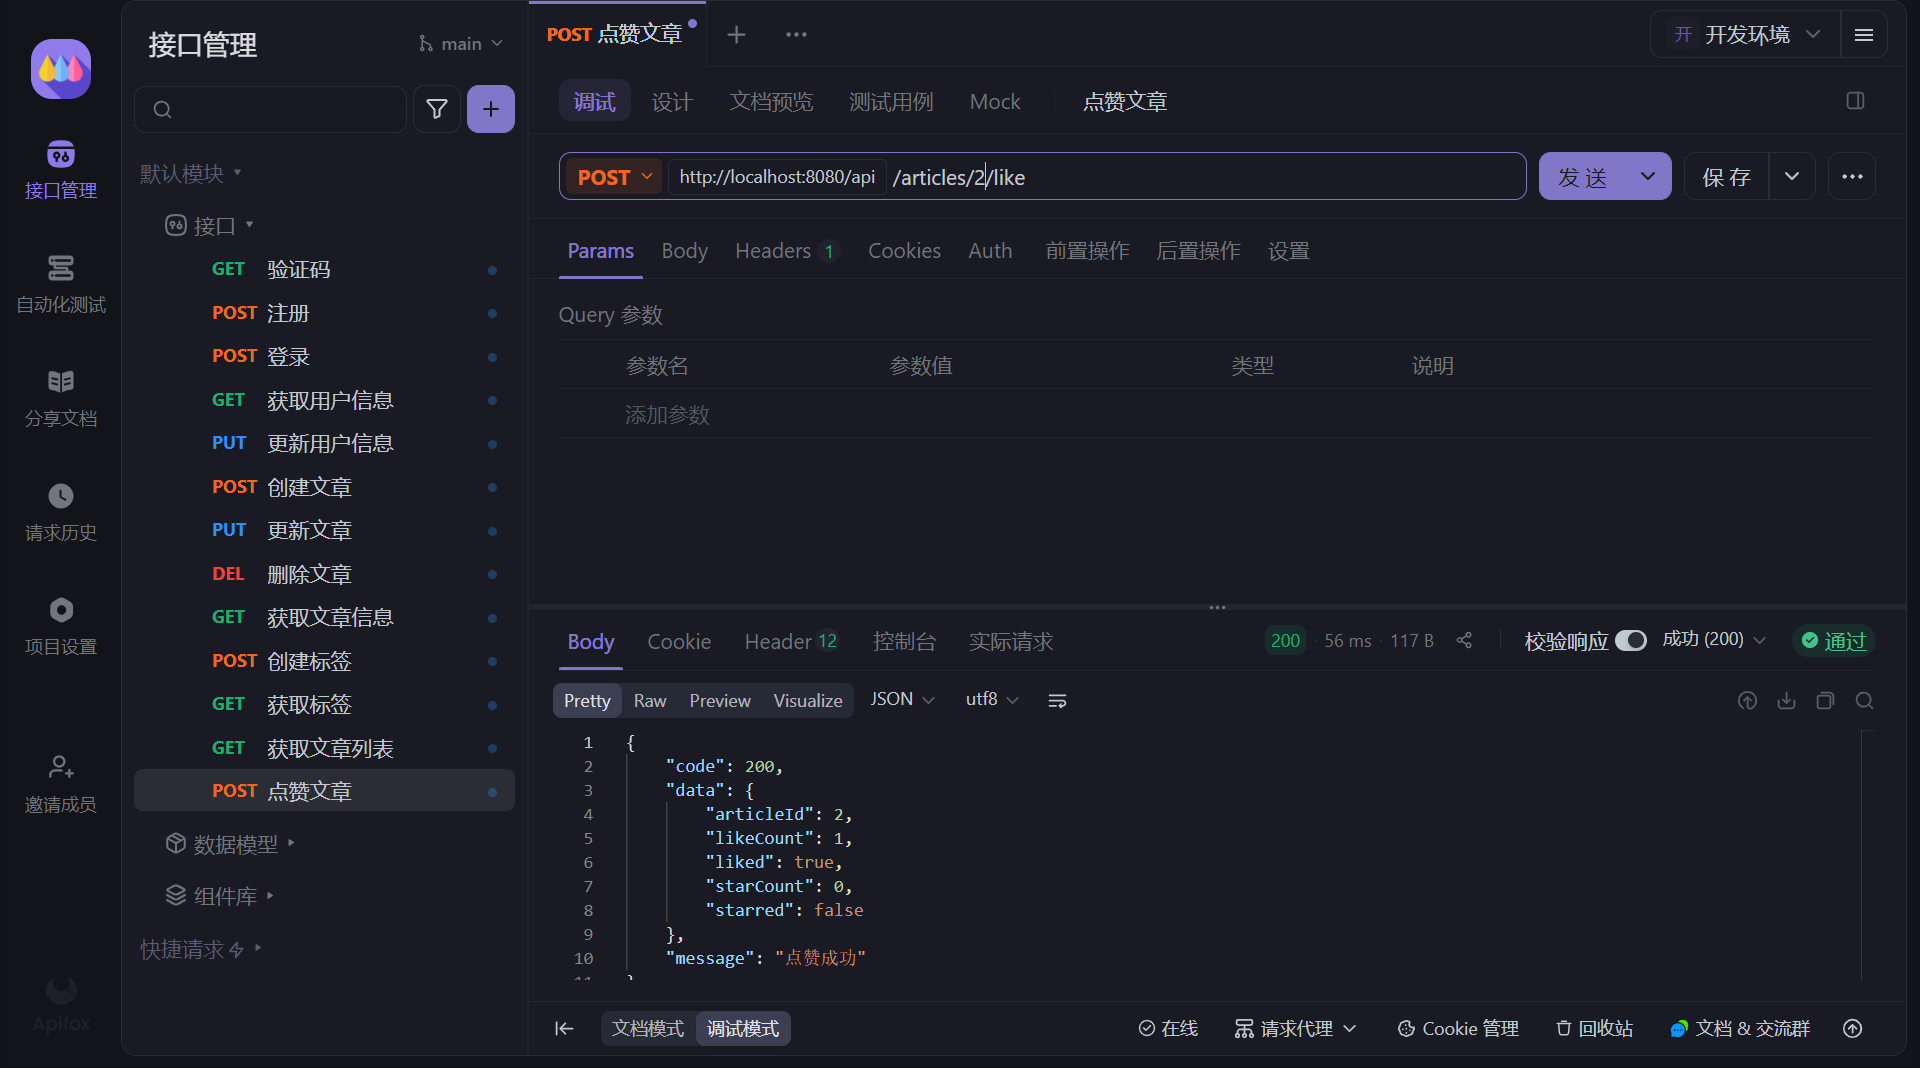 接口管理
自动化测试
分享文档
请求历史
项目设置
邀请成员
Apifox
接口管理
main
默认模块
接口
GET 验证码
POST 注册
POST 登录
GET 获取用户信息
PUT 更新用户信息
POST 创建文章
PUT 更新文章
DEL 删除文章
GET 获取文章信息
POST 创建标签
GET 获取标签
GET 获取文章列表
POST 点赞文章
数据模型
组件库
快捷请求
POST 点赞文章
开 开发环境
调试 设计 文档预览 测试用例 Mock 点赞文章
POST http://localhost:8080/api /articles/2/like 发 送 保 存
Params Body Headers 1 Cookies Auth 前置操作 后置操作 设置
Query 参数
参数名 参数值 类型 说明
添加参数
Body Cookie Header 12 控制台 实际请求 200 · 56 ms · 117 B 校验响应 成功 (200) 通过
Pretty Raw Preview Visualize JSON utf8
1 {
2 "code": 200,
3 "data": {
4 "articleId": 2,
5 "likeCount": 1,
6 "liked": true,
7 "starCount": 0,
8 "starred": false
9 },
10 "message": "点赞成功"
11 }
文档模式 调试模式 在线 请求代理 Cookie 管理 回收站 文档 & 交流群